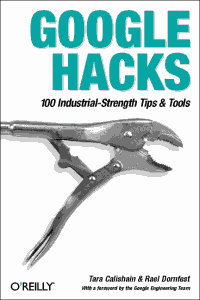 GOOGLE
HACKS
100 Industrial-Strength Tips & Tools
Tara Calishain & Rael Dornfest
O'REILLY
With a foreword by the Google Engineering Team